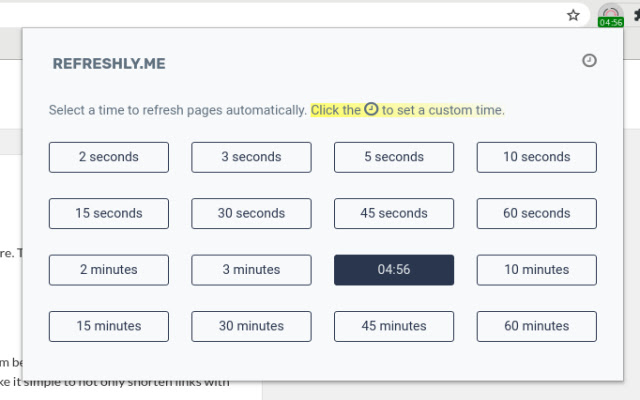 04:56
REFRESHLY.ME
Select a time to refresh pages automatically. Click the to set a custom time.
2 seconds 3 seconds 5 seconds 10 seconds
15 seconds 30 seconds 45 seconds 60 seconds
re. T
2 minutes 3 minutes 04:56 10 minutes
15 minutes 30 minutes 45 minutes 60 minutes
m be
ke it simple to not only shorten links with